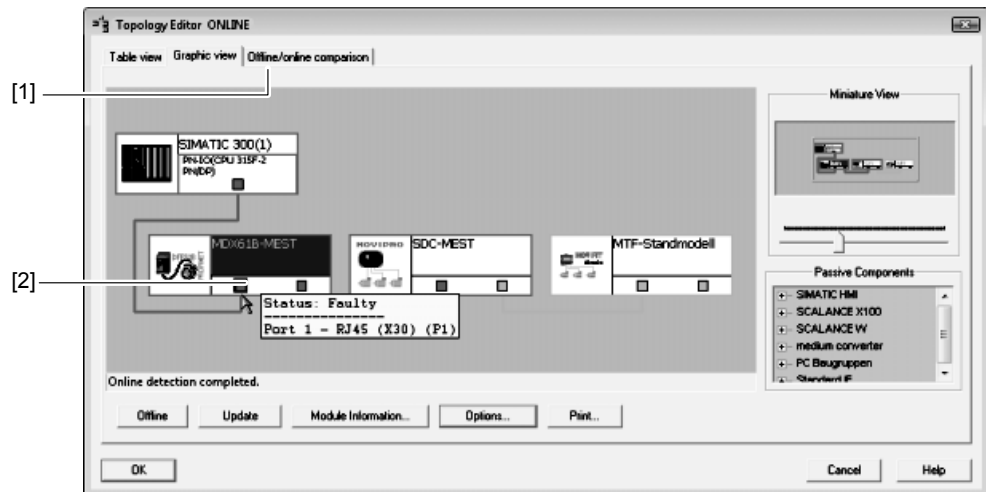 Topology Editor ONLINE
Table view Graphic view Offline/online comparison
[1]
Miniature View
SIMATIC 300(1)
PN-IO(CPU 315F-2
PN/DP)
MDX61B-MEST
MOVIPRO
SDC-MEST
MTF-Standmodell
[2]
Status: Faulty
---------------
Port 1 - RJ45 (X30) (P1)
Passive Components
SIMATIC HMI
SCALANCE X100
SCALANCE W
medium converter
PC Baugruppen
Standard IE
Online detection completed.
Offline Update Module Information... Options... Print...
OK Cancel Help